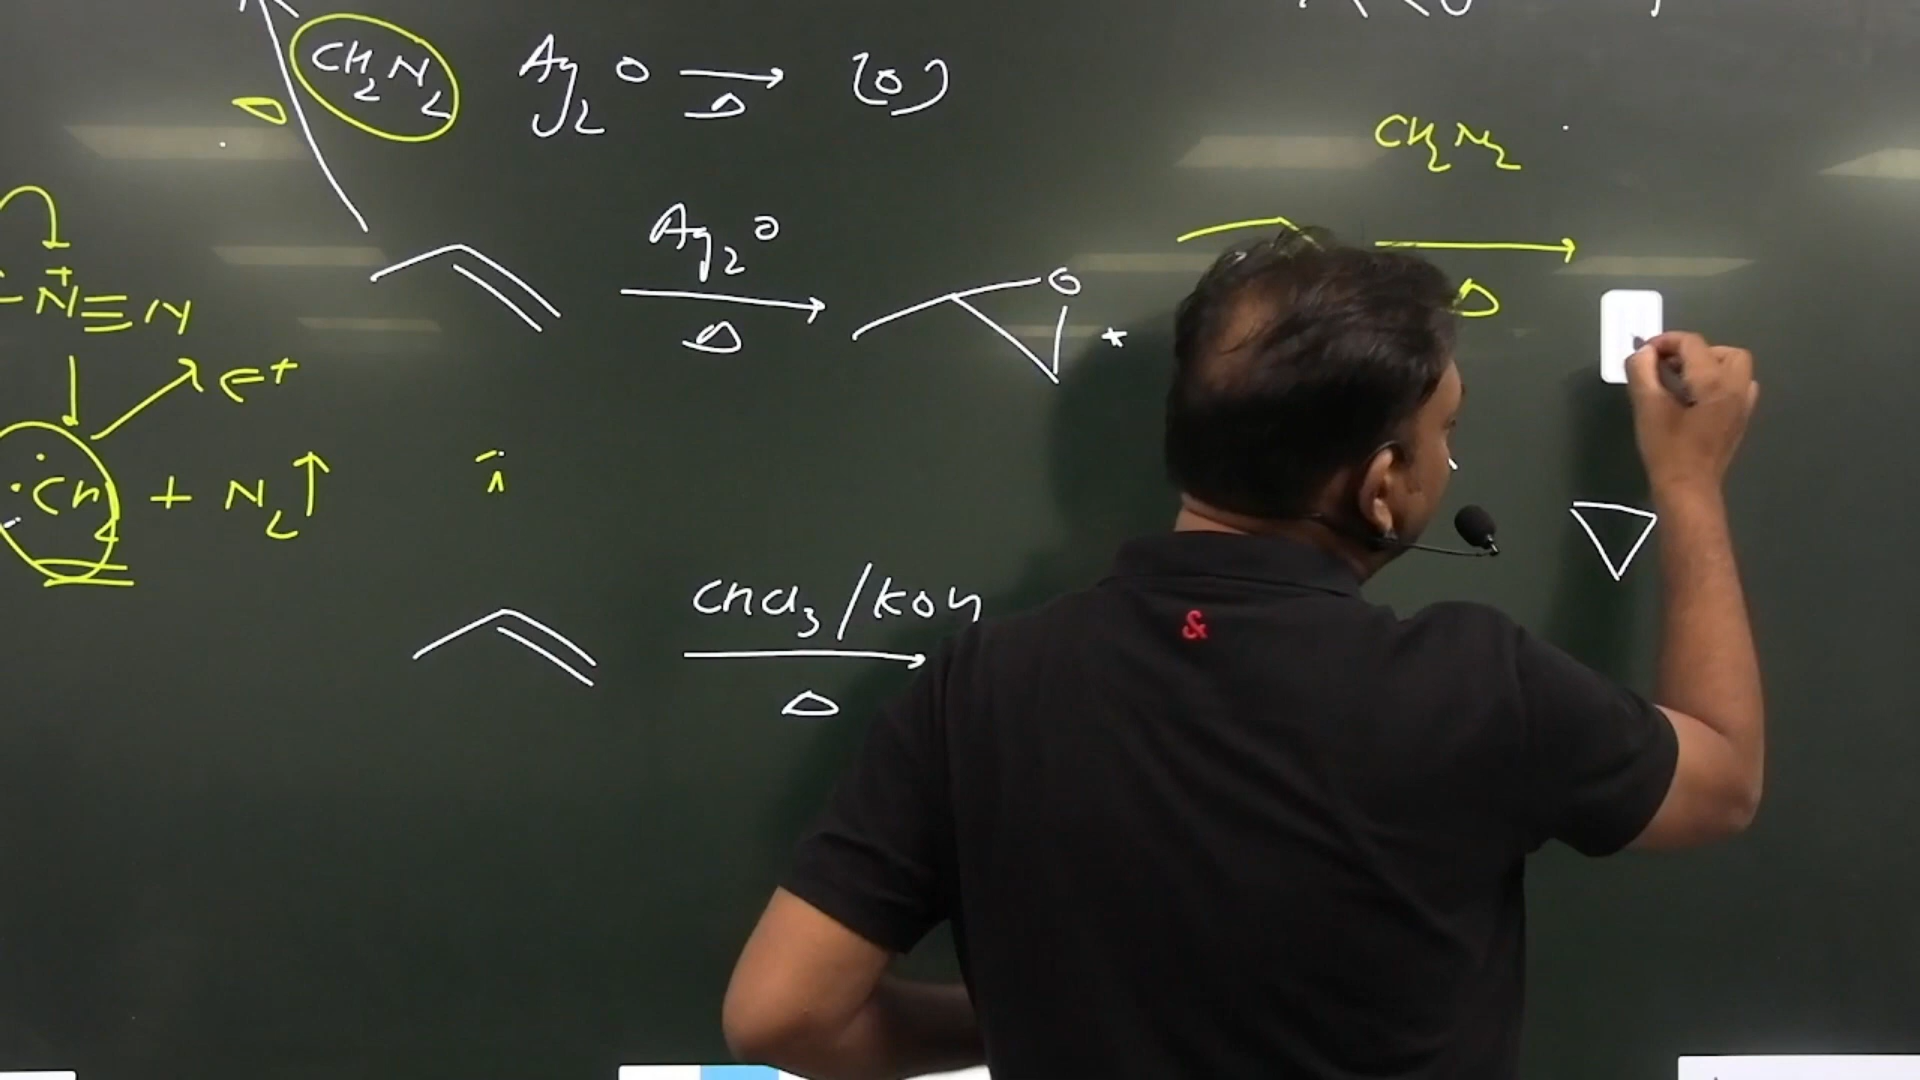 CH2N2 Ag2O → (O)
Δ
CH2N2
Δ
Ag2O
Δ
O *
N+≡N
E+
:CH2 + N2↑
CHCl3/KOH
Δ
&